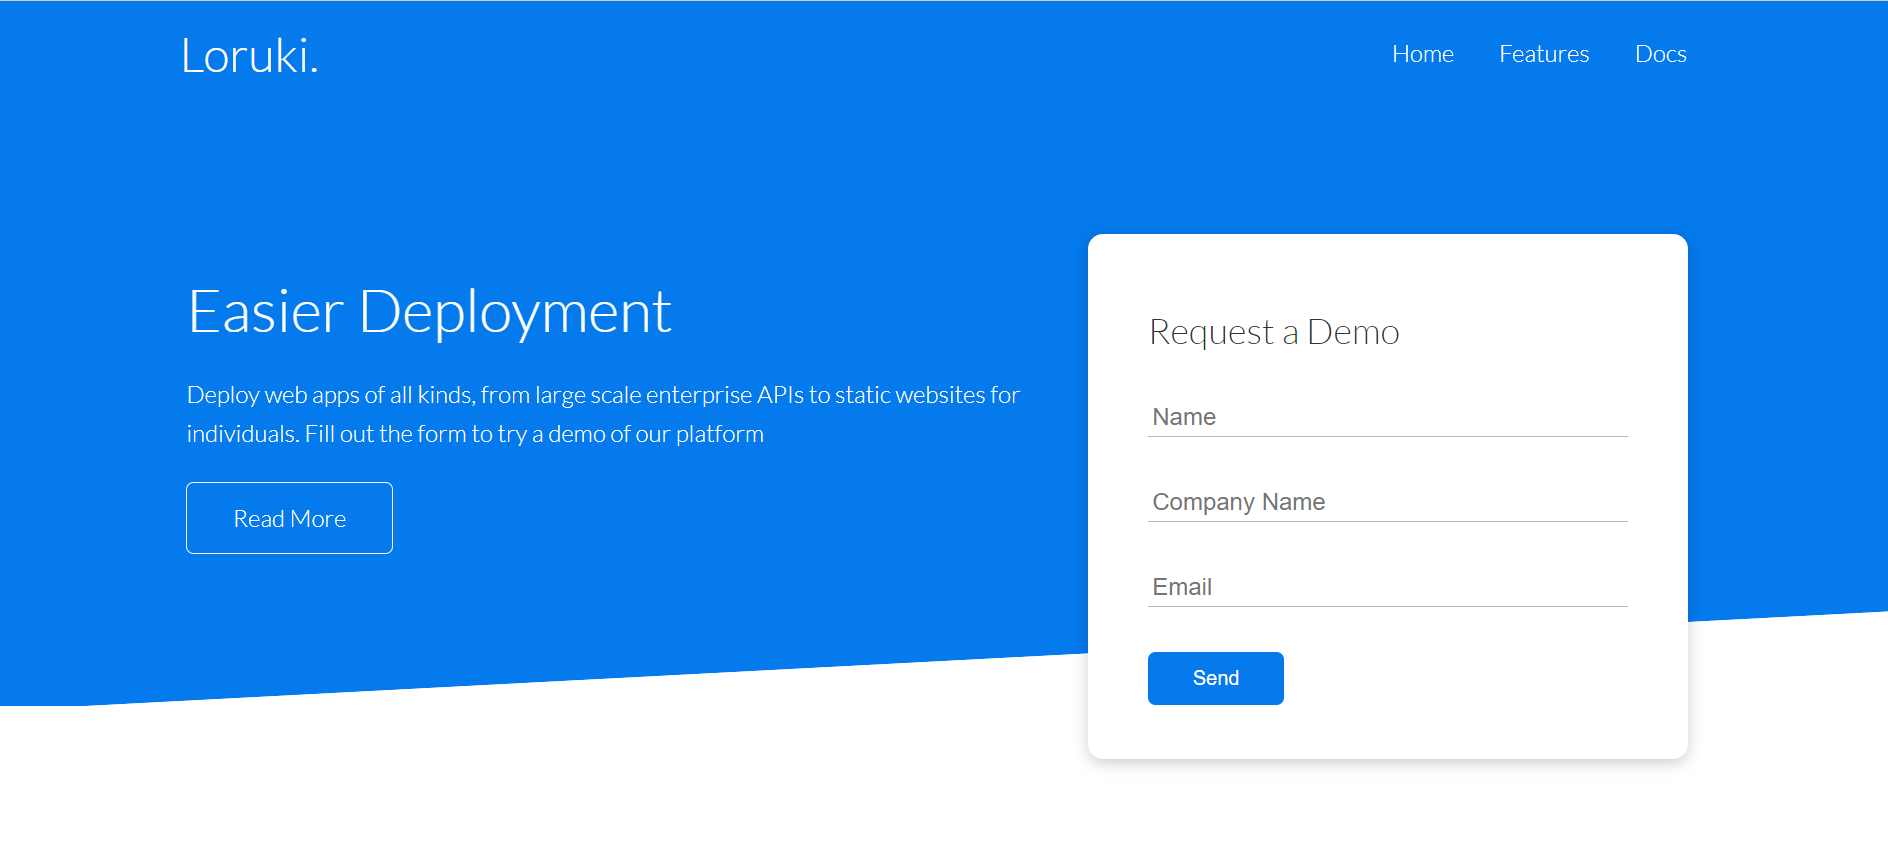 Loruki.
Home Features Docs
Easier Deployment
Deploy web apps of all kinds, from large scale enterprise APIs to static websites for
individuals. Fill out the form to try a demo of our platform
Read More
Request a Demo
Name
Company Name
Email
Send